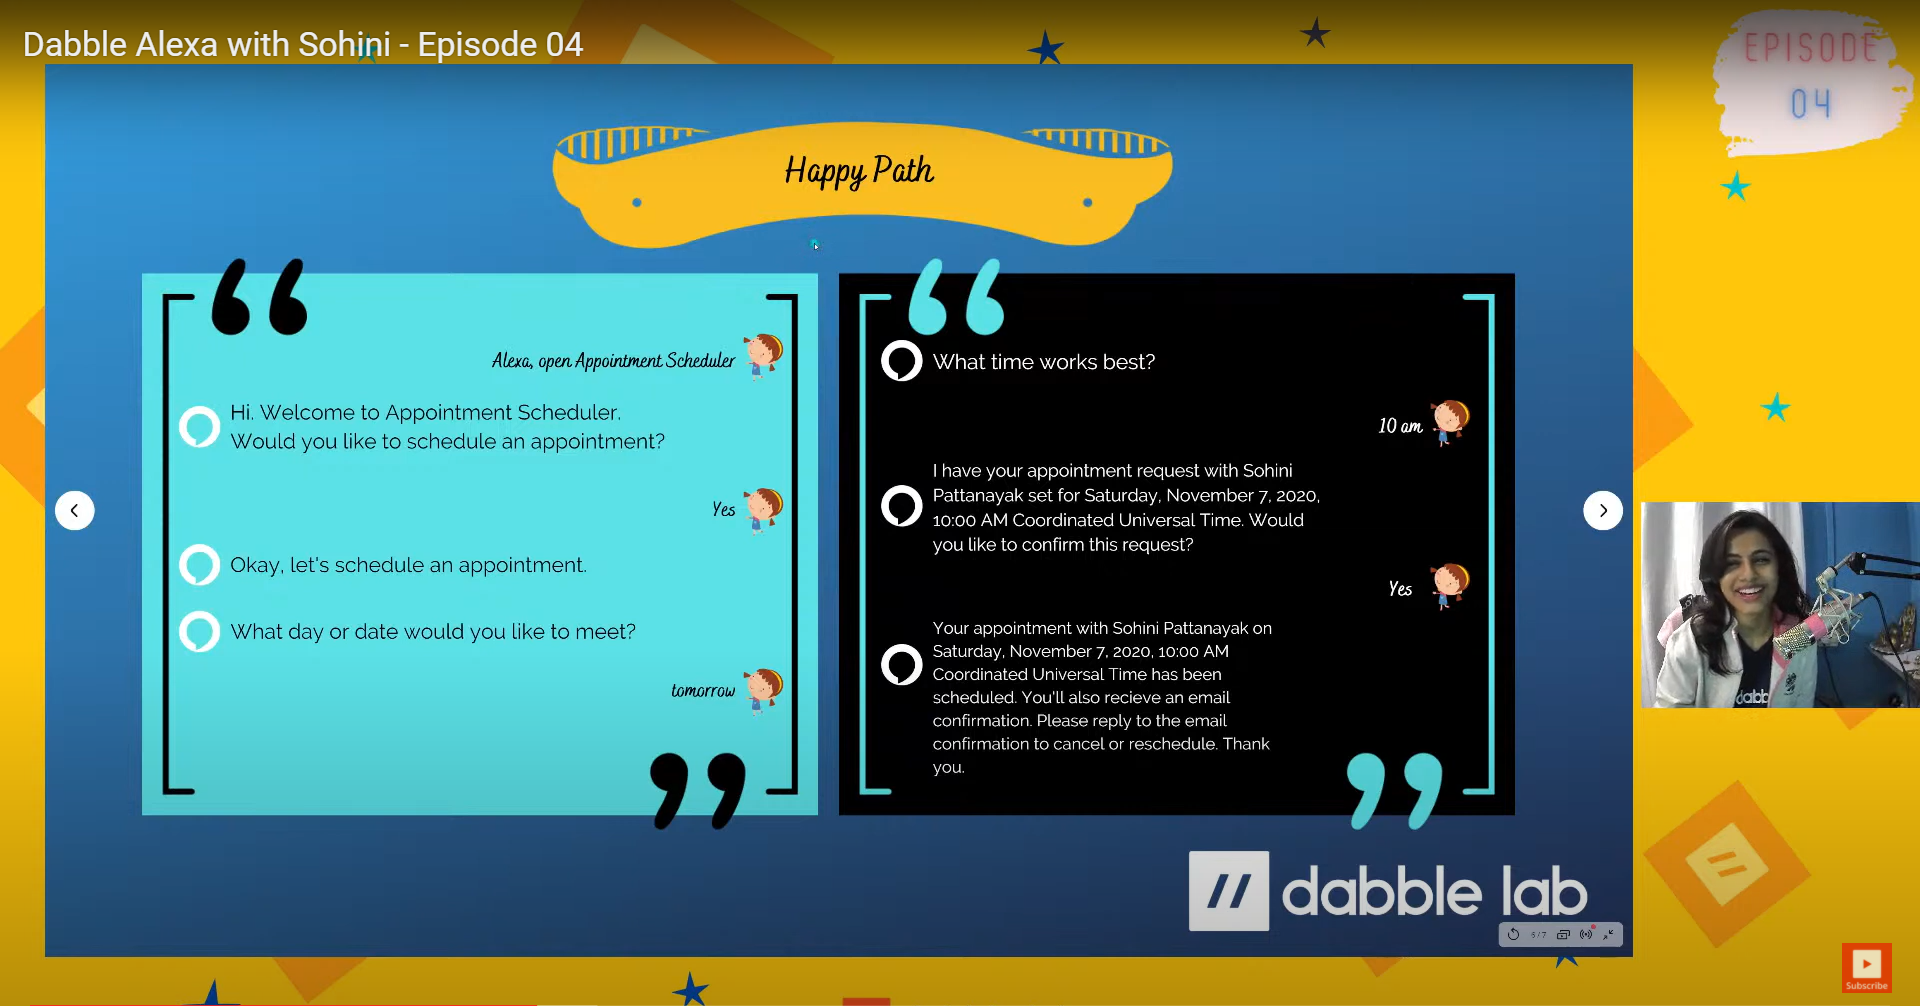 Dabble Alexa with Sohini - Episode 04
EPISODE
04
Happy Path
Alexa, open Appointment Scheduler
Hi. Welcome to Appointment Scheduler.
Would you like to schedule an appointment?
Yes
Okay, let's schedule an appointment.
What day or date would you like to meet?
tomorrow
What time works best?
10 am
I have your appointment request with Sohini
Pattanayak set for Saturday, November 7, 2020,
10:00 AM Coordinated Universal Time. Would
you like to confirm this request?
Yes
Your appointment with Sohini Pattanayak on
Saturday, November 7, 2020, 10:00 AM
Coordinated Universal Time has been
scheduled. You'll also recieve an email
confirmation. Please reply to the email
confirmation to cancel or reschedule. Thank
you.
dabb
// dabble lab
5/7
Subscribe